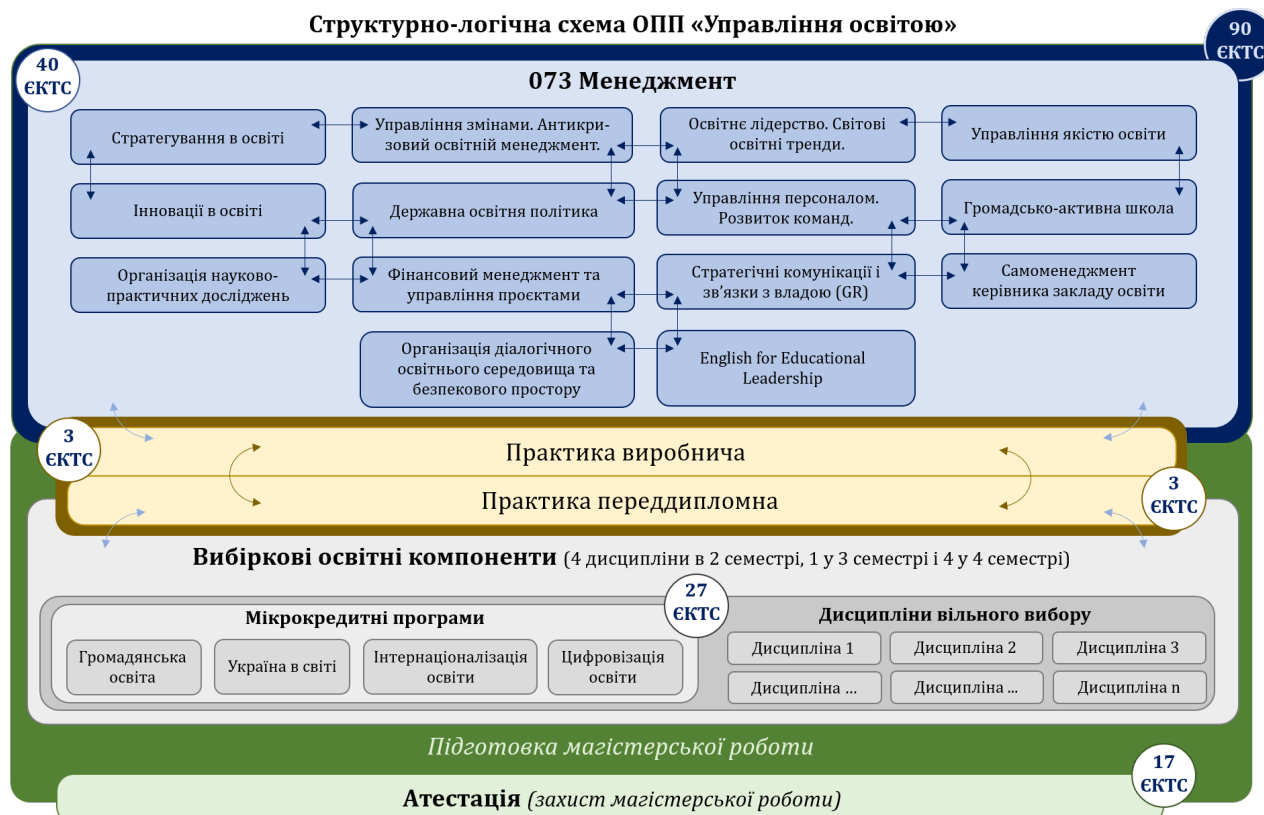 Структурно-логічна схема ОПП «Управління освітою»
90
ЄКТС
40
ЄКТС
073 Менеджмент
Стратегування в освіті
Управління змінами. Антикри-
зовий освітній менеджмент.
Освітнє лідерство. Світові
освітні тренди.
Управління якістю освіти
Інновації в освіті
Державна освітня політика
Управління персоналом.
Розвиток команд.
Громадсько-активна школа
Організація науково-
практичних досліджень
Фінансовий менеджмент та
управління проєктами
Стратегічні комунікації і
зв’язки з владою (GR)
Самоменеджмент
керівника закладу освіти
Організація діалогічного
освітнього середовища та
безпекового простору
English for Educational
Leadership
3
ЄКТС
Практика виробнича
Практика переддипломна
3
ЄКТС
Вибіркові освітні компоненти (4 дисципліни в 2 семестрі, 1 у 3 семестрі і 4 у 4 семестрі)
27
ЄКТС
Мікрокредитні програми
Громадянська
освіта
Україна в світі
Інтернаціоналізація
освіти
Цифровізація
освіти
Дисципліни вільного вибору
Дисципліна 1
Дисципліна 2
Дисципліна 3
Дисципліна ...
Дисципліна ...
Дисципліна n
Підготовка магістерської роботи
17
ЄКТС
Атестація (захист магістерської роботи)